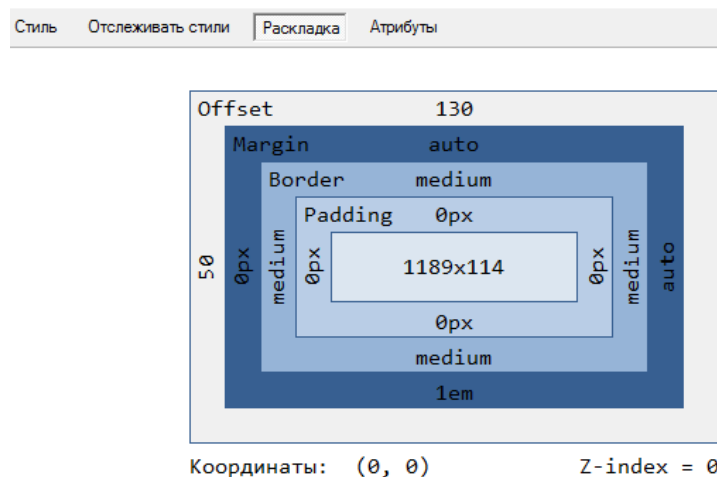 Стиль Отслеживать стили Раскладка Атрибуты
Offset 130
Margin auto
Border medium
Padding 0px
50 0px medium 0px 1189x114 0px medium auto
0px
medium
1em
Координаты: (0, 0) Z-index = 0